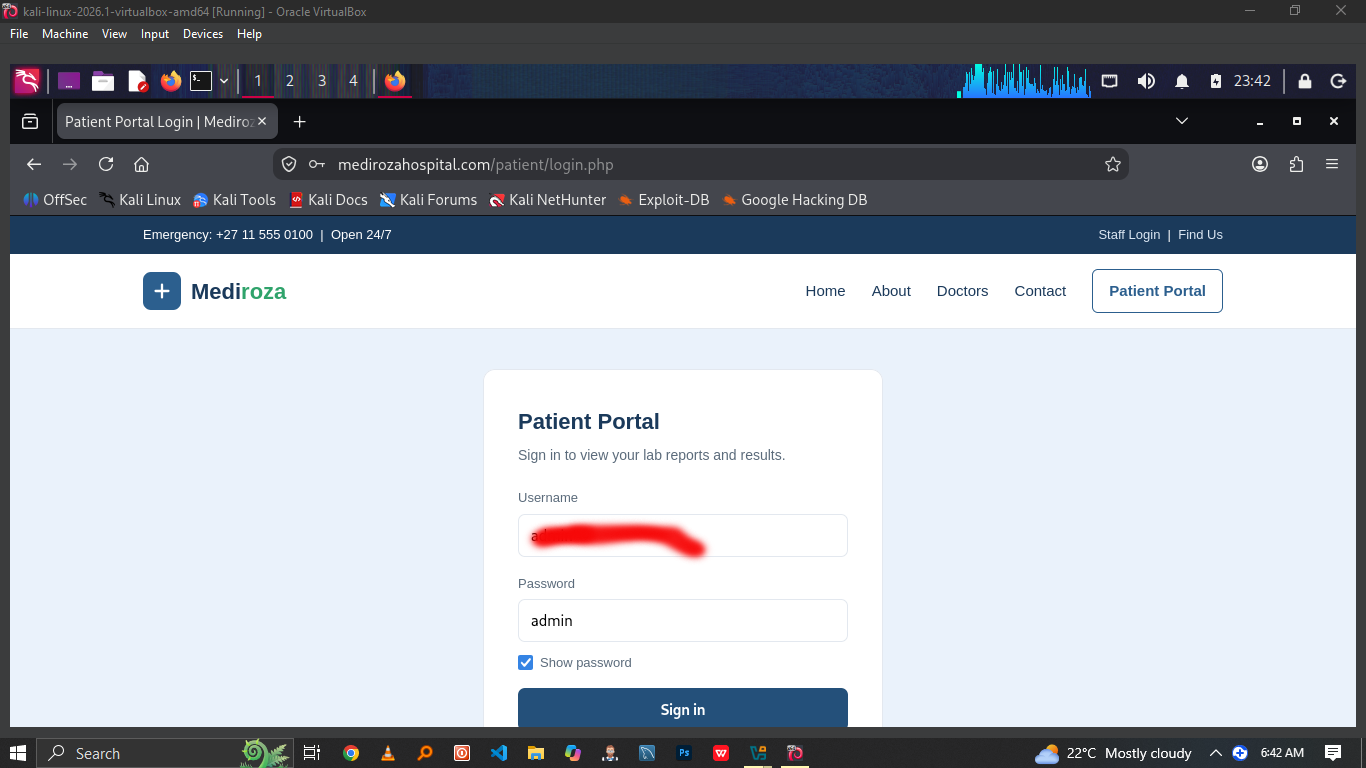 kali-linux-2026.1-virtualbox-amd64 [Running] - Oracle VirtualBox
File Machine View Input Devices Help
1 2 3 4 23:42
Patient Portal Login | Mediroz
medirozahospital.com/patient/login.php
OffSec Kali Linux Kali Tools Kali Docs Kali Forums Kali NetHunter Exploit-DB Google Hacking DB
Emergency: +27 11 555 0100 | Open 24/7 Staff Login | Find Us
Mediroza Home About Doctors Contact Patient Portal
Patient Portal
Sign in to view your lab reports and results.
Username
Password
admin
Show password
Sign in
Search 22°C Mostly cloudy 6:42 AM